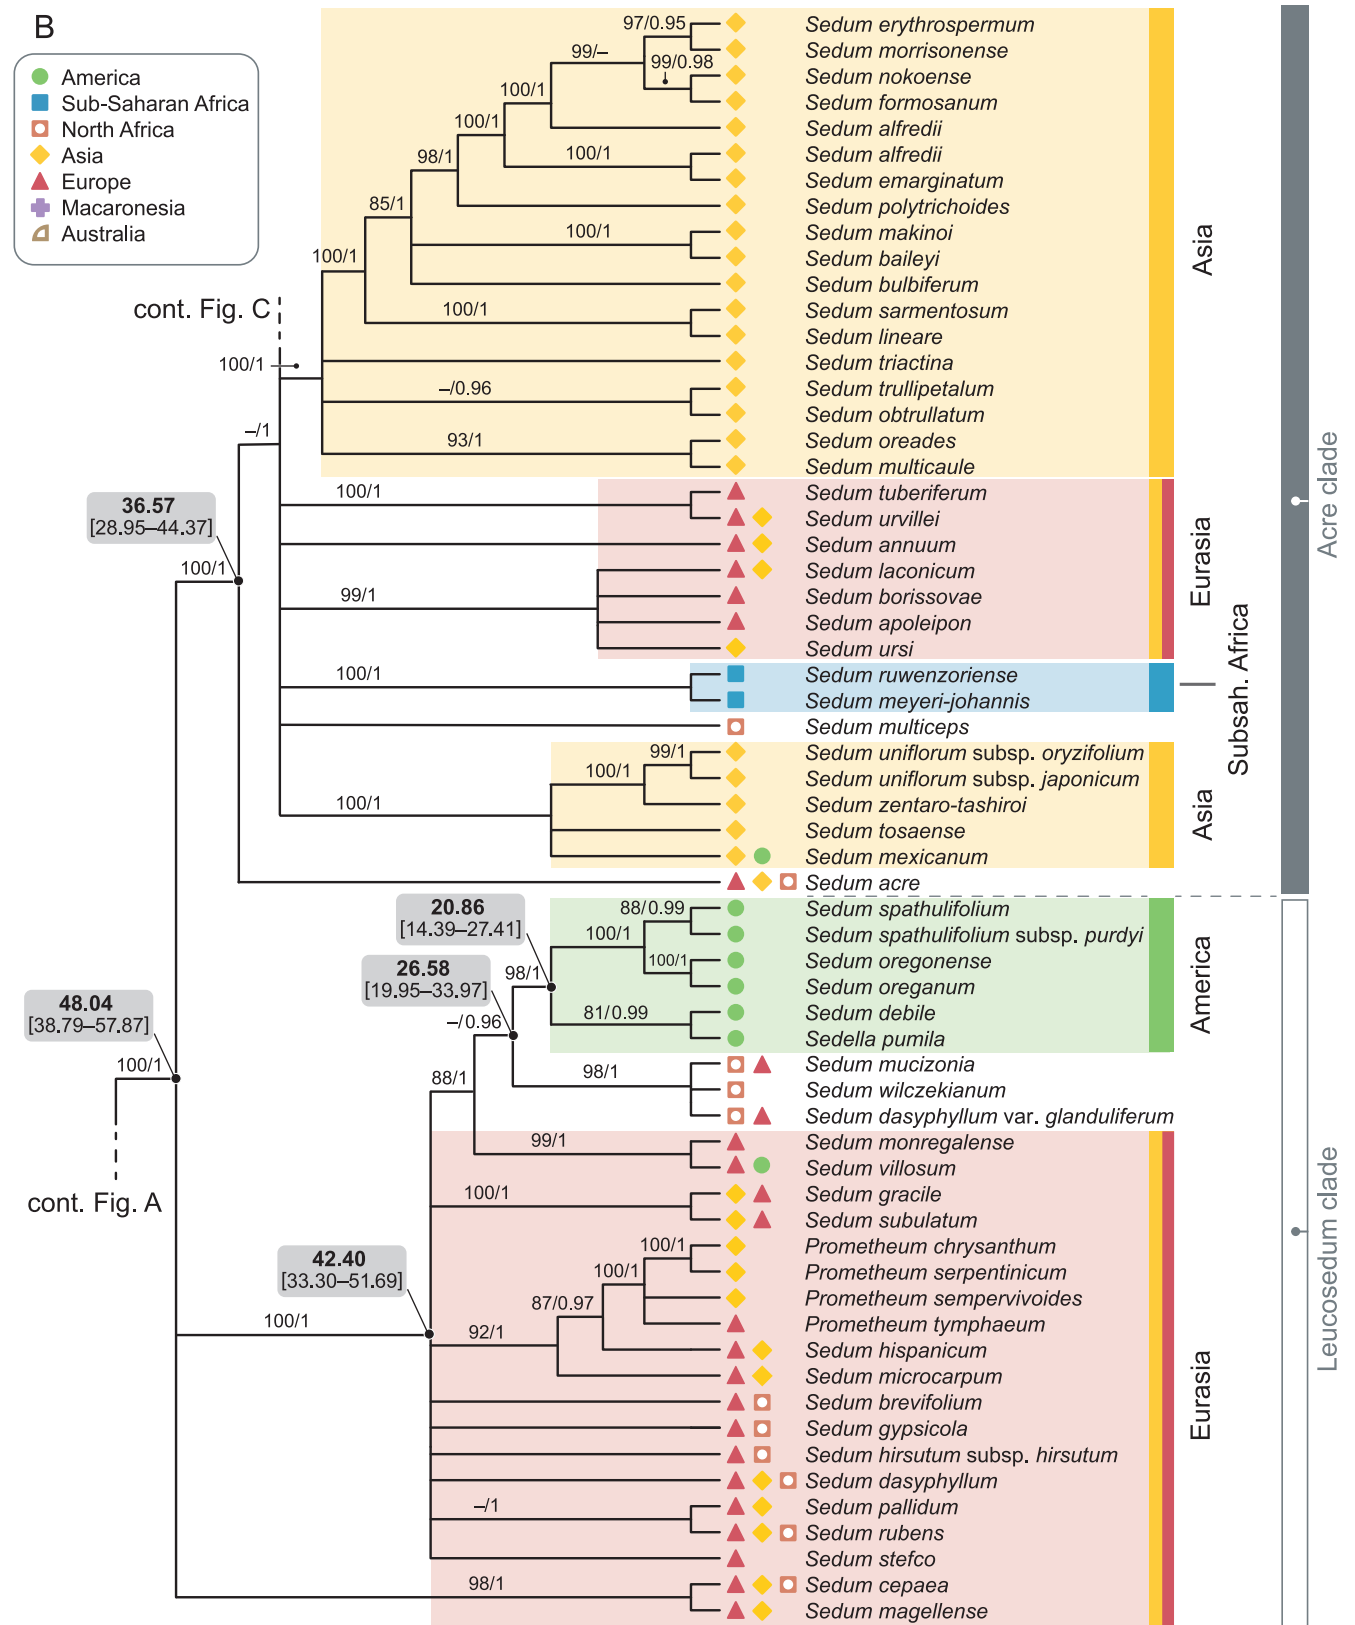 B
America
Sub-Saharan Africa
North Africa
Asia
Europe
Macaronesia
Australia
cont. Fig. C
cont. Fig. A
97/0.95
99/–
99/0.98
100/1
100/1
100/1
98/1
85/1
100/1
100/1
100/1
100/1
–/0.96
93/1
–/1
36.57
[28.95–44.37]
100/1
100/1
99/1
100/1
99/1
100/1
100/1
20.86
[14.39–27.41]
88/0.99
100/1
100/1
26.58
[19.95–33.97]
98/1
81/0.99
48.04
[38.79–57.87]
–/0.96
100/1
88/1
98/1
99/1
100/1
42.40
[33.30–51.69]
100/1
100/1
87/0.97
100/1
92/1
–/1
98/1
Sedum erythrospermum
Sedum morrisonense
Sedum nokoense
Sedum formosanum
Sedum alfredii
Sedum alfredii
Sedum emarginatum
Sedum polytrichoides
Sedum makinoi
Sedum baileyi
Sedum bulbiferum
Sedum sarmentosum
Sedum lineare
Sedum triactina
Sedum trullipetalum
Sedum obtrullatum
Sedum oreades
Sedum multicaule
Sedum tuberiferum
Sedum urvillei
Sedum annuum
Sedum laconicum
Sedum borissovae
Sedum apoleipon
Sedum ursi
Sedum ruwenzoriense
Sedum meyeri-johannis
Sedum multiceps
Sedum uniflorum subsp. oryzifolium
Sedum uniflorum subsp. japonicum
Sedum zentaro-tashiroi
Sedum tosaense
Sedum mexicanum
Sedum acre
Sedum spathulifolium
Sedum spathulifolium subsp. purdyi
Sedum oregonense
Sedum oreganum
Sedum debile
Sedella pumila
Sedum mucizonia
Sedum wilczekianum
Sedum dasyphyllum var. glanduliferum
Sedum monregalense
Sedum villosum
Sedum gracile
Sedum subulatum
Prometheum chrysanthum
Prometheum serpentinicum
Prometheum sempervivoides
Prometheum tymphaeum
Sedum hispanicum
Sedum microcarpum
Sedum brevifolium
Sedum gypsicola
Sedum hirsutum subsp. hirsutum
Sedum dasyphyllum
Sedum pallidum
Sedum rubens
Sedum stefco
Sedum cepaea
Sedum magellense
Asia
Eurasia
Subsah. Africa
Asia
America
Eurasia
Acre clade
Leucosedum clade